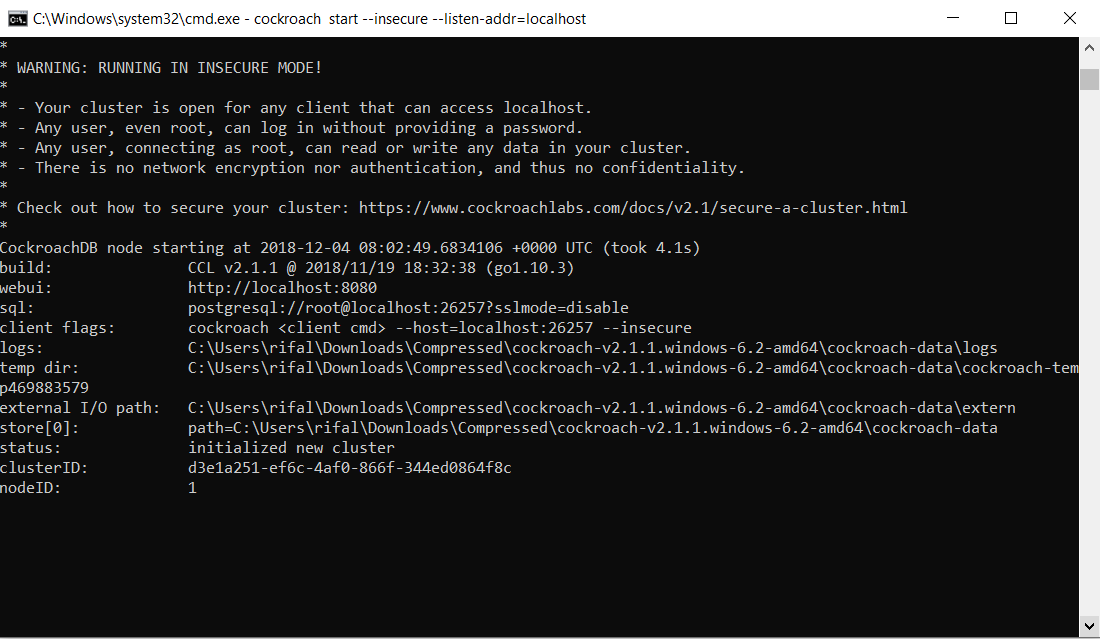 C:\Windows\system32\cmd.exe - cockroach  start --insecure --listen-addr=localhost
*
* WARNING: RUNNING IN INSECURE MODE!
*
* - Your cluster is open for any client that can access localhost.
* - Any user, even root, can log in without providing a password.
* - Any user, connecting as root, can read or write any data in your cluster.
* - There is no network encryption nor authentication, and thus no confidentiality.
*
* Check out how to secure your cluster: https://www.cockroachlabs.com/docs/v2.1/secure-a-cluster.html
*
CockroachDB node starting at 2018-12-04 08:02:49.6834106 +0000 UTC (took 4.1s)
build:               CCL v2.1.1 @ 2018/11/19 18:32:38 (go1.10.3)
webui:               http://localhost:8080
sql:                 postgresql://root@localhost:26257?sslmode=disable
client flags:        cockroach <client cmd> --host=localhost:26257 --insecure
logs:                C:\Users\rifal\Downloads\Compressed\cockroach-v2.1.1.windows-6.2-amd64\cockroach-data\logs
temp dir:            C:\Users\rifal\Downloads\Compressed\cockroach-v2.1.1.windows-6.2-amd64\cockroach-data\cockroach-tem
p469883579
external I/O path:   C:\Users\rifal\Downloads\Compressed\cockroach-v2.1.1.windows-6.2-amd64\cockroach-data\extern
store[0]:            path=C:\Users\rifal\Downloads\Compressed\cockroach-v2.1.1.windows-6.2-amd64\cockroach-data
status:              initialized new cluster
clusterID:           d3e1a251-ef6c-4af0-866f-344ed0864f8c
nodeID:              1